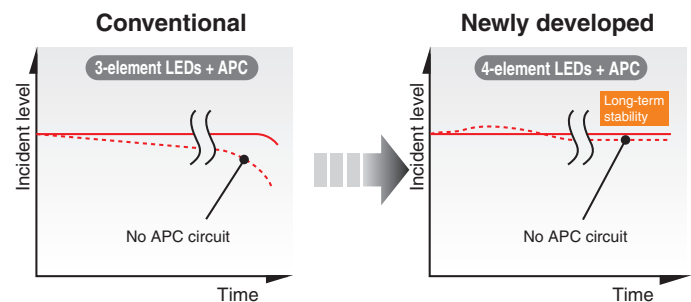 Conventional
3-element LEDs + APC
Incident level
No APC circuit
Time
Newly developed
4-element LEDs + APC
Long-term
stability
Incident level
No APC circuit
Time